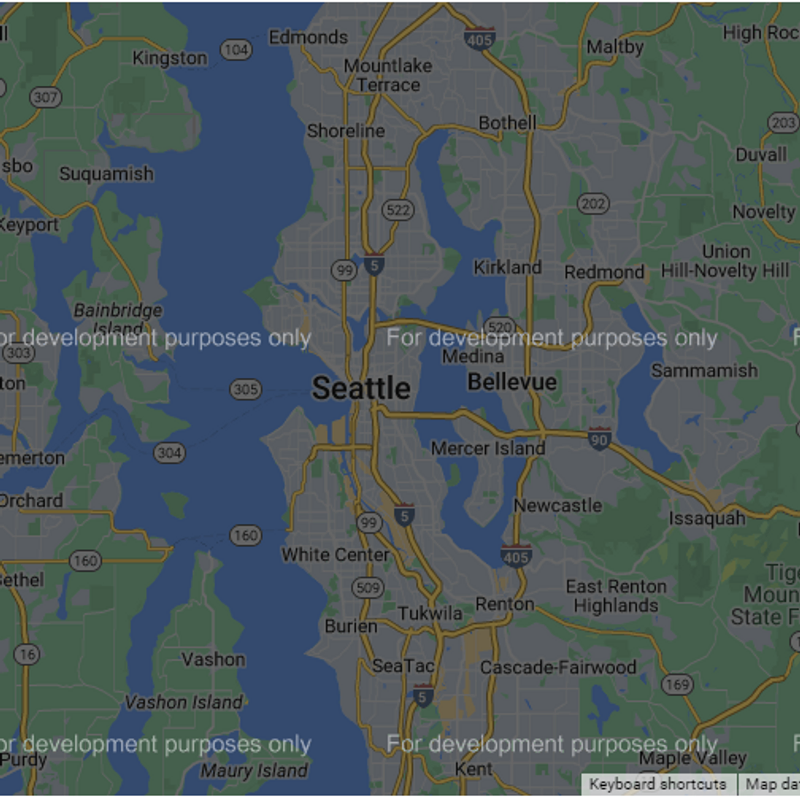 Edmonds
405
104
Kingston
Maltby
High Roc
Mountlake
Terrace
307
Bothell
203
Shoreline
Duvall
sbo
Suquamish
522
202
Novelty
Keyport
Union
Hill-Novelty Hill
99
5
Kirkland
Redmond
Bainbridge
Island
520
or development purposes only
For development purposes only
303
Medina
Sammamish
ton
305
Seattle
Bellevue
90
Mercer Island
304
emerton
Orchard
Newcastle
99
5
Issaquah
160
White Center
405
160
ethel
509
East Renton
Highlands
Tige
Moun
State F
Renton
Tukwila
Burien
16
Vashon
SeaTac
Cascade-Fairwood
169
5
Vashon Island
or development purposes only
For development purposes only
Purdy
Maury Island
Kent
Maple Valley
Keyboard shortcuts
Map da